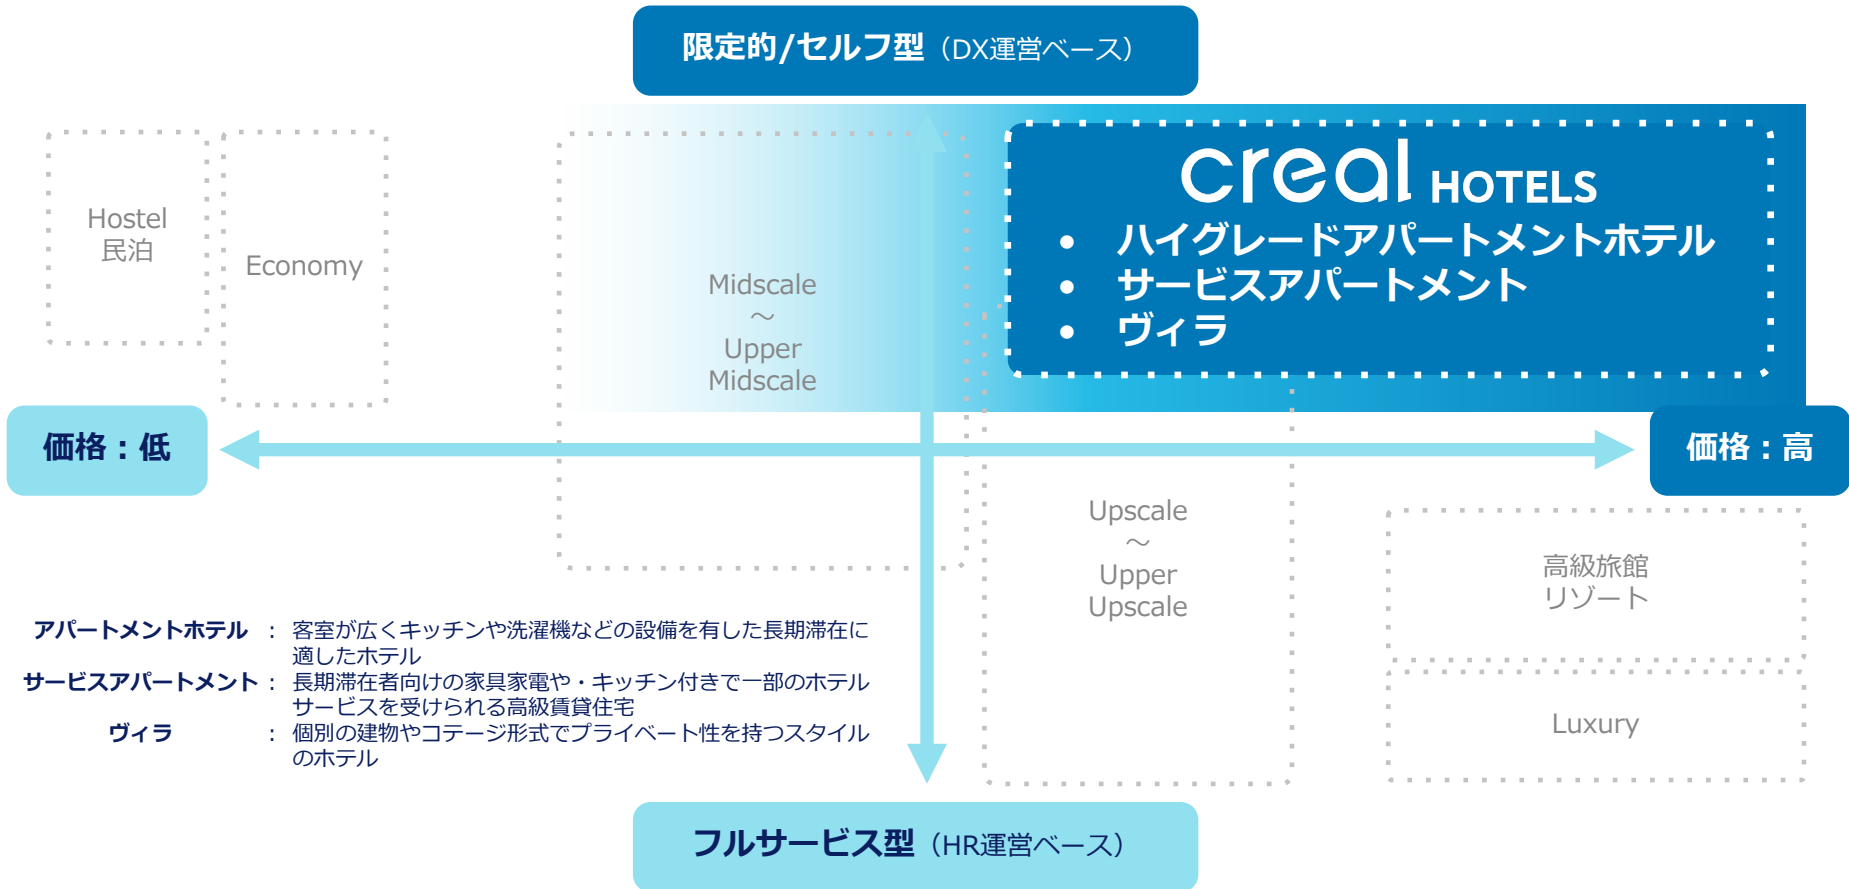 限定的/セルフ型（DX運営ベース）
creal HOTELS
• ハイグレードアパートメントホテル
• サービスアパートメント
• ヴィラ
Hostel
民泊
Economy
Midscale
～
Upper
Midscale
価格：低
価格：高
Upscale
～
Upper
Upscale
高級旅館
リゾート
Luxury
アパートメントホテル ： 客室が広くキッチンや洗濯機などの設備を有した長期滞在に
適したホテル
サービスアパートメント： 長期滞在者向けの家具家電や・キッチン付きで一部のホテル
サービスを受けられる高級賃貸住宅
ヴィラ ： 個別の建物やコテージ形式でプライベート性を持つスタイル
のホテル
フルサービス型（HR運営ベース）